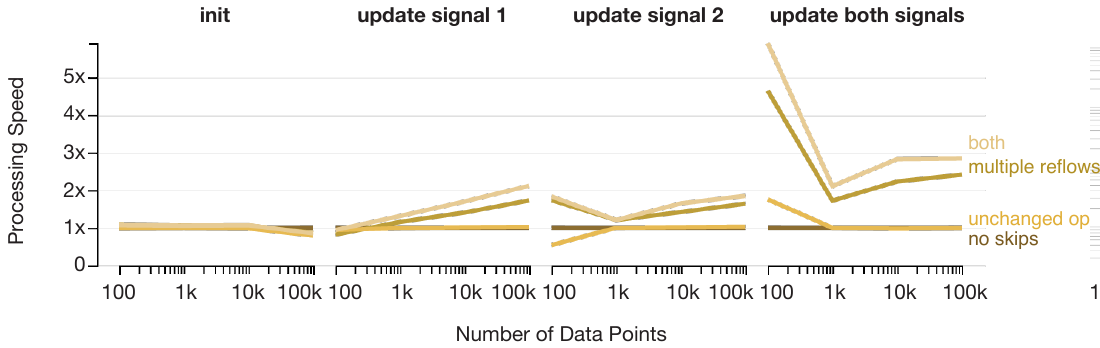 init update signal 1 update signal 2 update both signals
Processing Speed
5x
4x
3x
2x
1x
0
both
multiple reflows
unchanged op
no skips
100 1k 10k 100k 100 1k 10k 100k 100 1k 10k 100k 100 1k 10k 100k 1
Number of Data Points